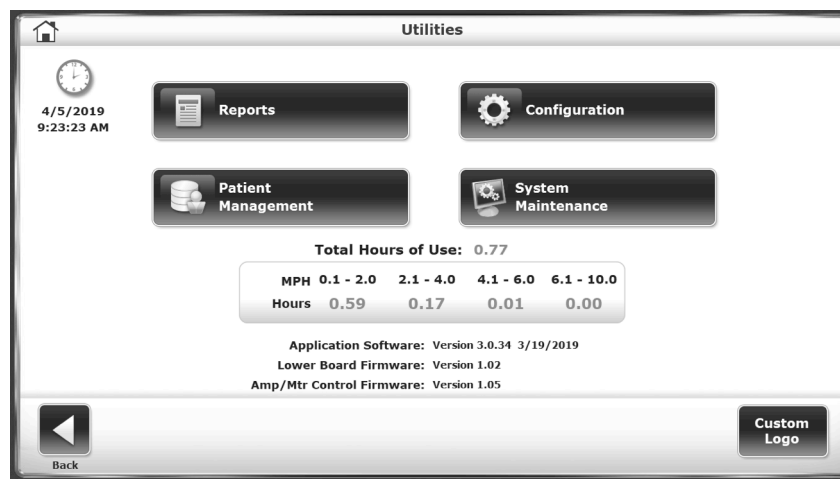 Utilities
4/5/2019
9:23:23 AM
Reports
Configuration
Patient
Management
System
Maintenance
Total Hours of Use: 0.77
MPH 0.1 - 2.0 2.1 - 4.0 4.1 - 6.0 6.1 - 10.0
Hours 0.59 0.17 0.01 0.00
Application Software: Version 3.0.34 3/19/2019
Lower Board Firmware: Version 1.02
Amp/Mtr Control Firmware: Version 1.05
Back
Custom
Logo